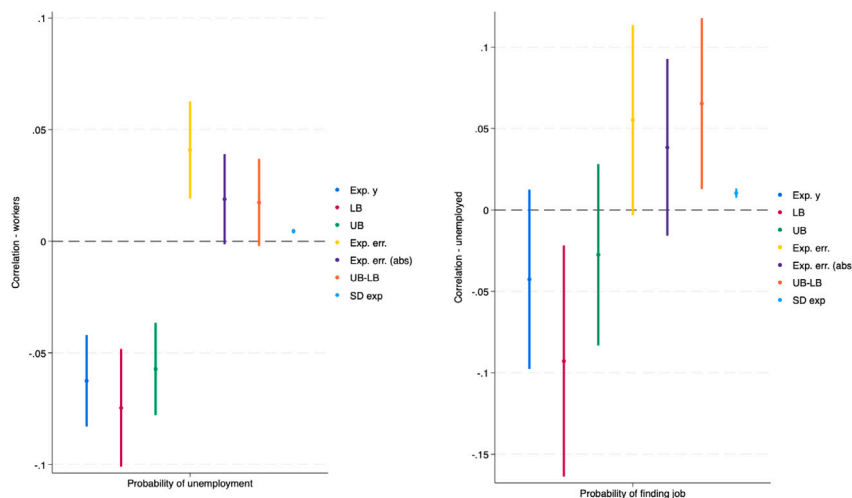 Correlation - workers
.1
.05
0
-.05
-.1
Probability of unemployment
Exp. y
LB
UB
Exp. err.
Exp. err. (abs)
UB-LB
SD exp
Correlation - unemployed
.1
.05
0
-.05
-.1
-.15
Probability of finding job
Exp. y
LB
UB
Exp. err.
Exp. err. (abs
UB-LB
SD exp